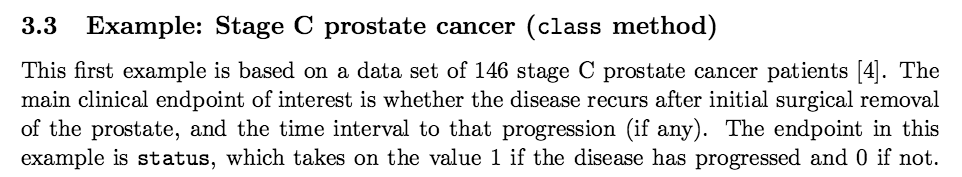 3.3 Example: Stage C prostate cancer (class method)
This first example is based on a data set of 146 stage C prostate cancer patients [4]. The
main clinical endpoint of interest is whether the disease recurs after initial surgical removal
of the prostate, and the time interval to that progression (if any). The endpoint in this
example is status, which takes on the value 1 if the disease has progressed and 0 if not.